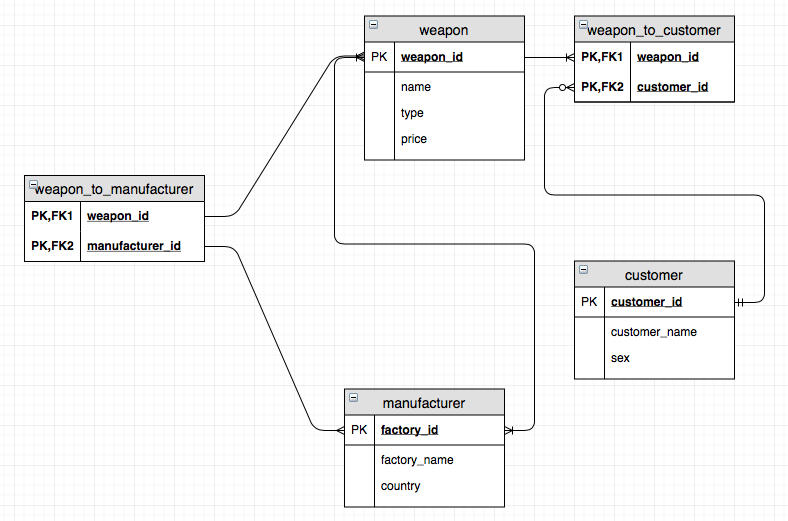 weapon
PK weapon_id
name
type
price
weapon_to_customer
PK,FK1 weapon_id
PK,FK2 customer_id
weapon_to_manufacturer
PK,FK1 weapon_id
PK,FK2 manufacturer_id
customer
PK customer_id
customer_name
sex
manufacturer
PK factory_id
factory_name
country